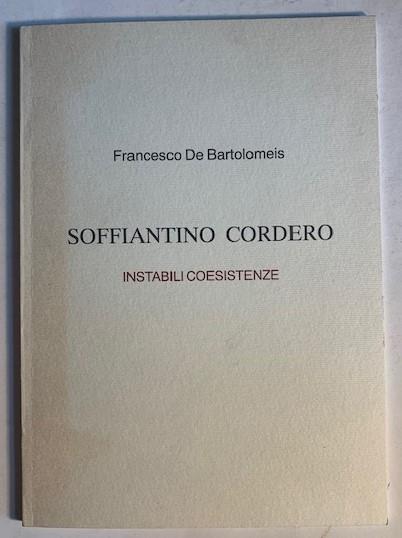 Francesco De Bartolomeis
SOFFIANTINO CORDERO
INSTABILI COESISTENZE